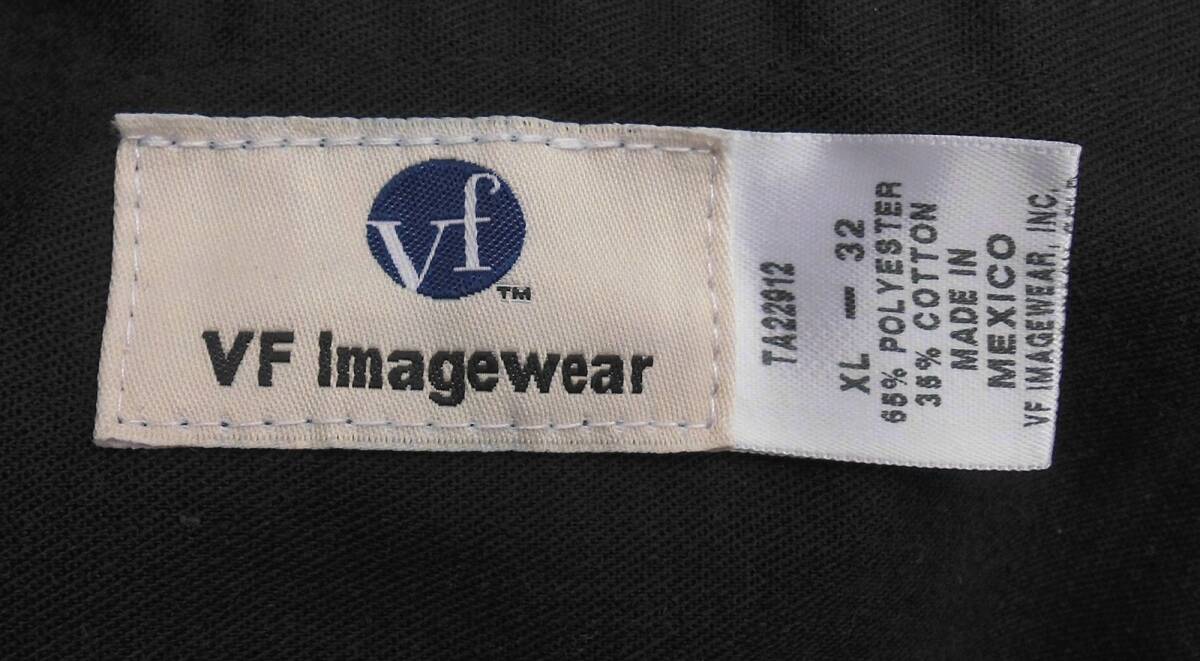 vf
TM
VF Imagewear
TA22912
XL — 32
65% POLYESTER
35% COTTON
MADE IN
MEXICO
VF IMAGEWEAR, INC.